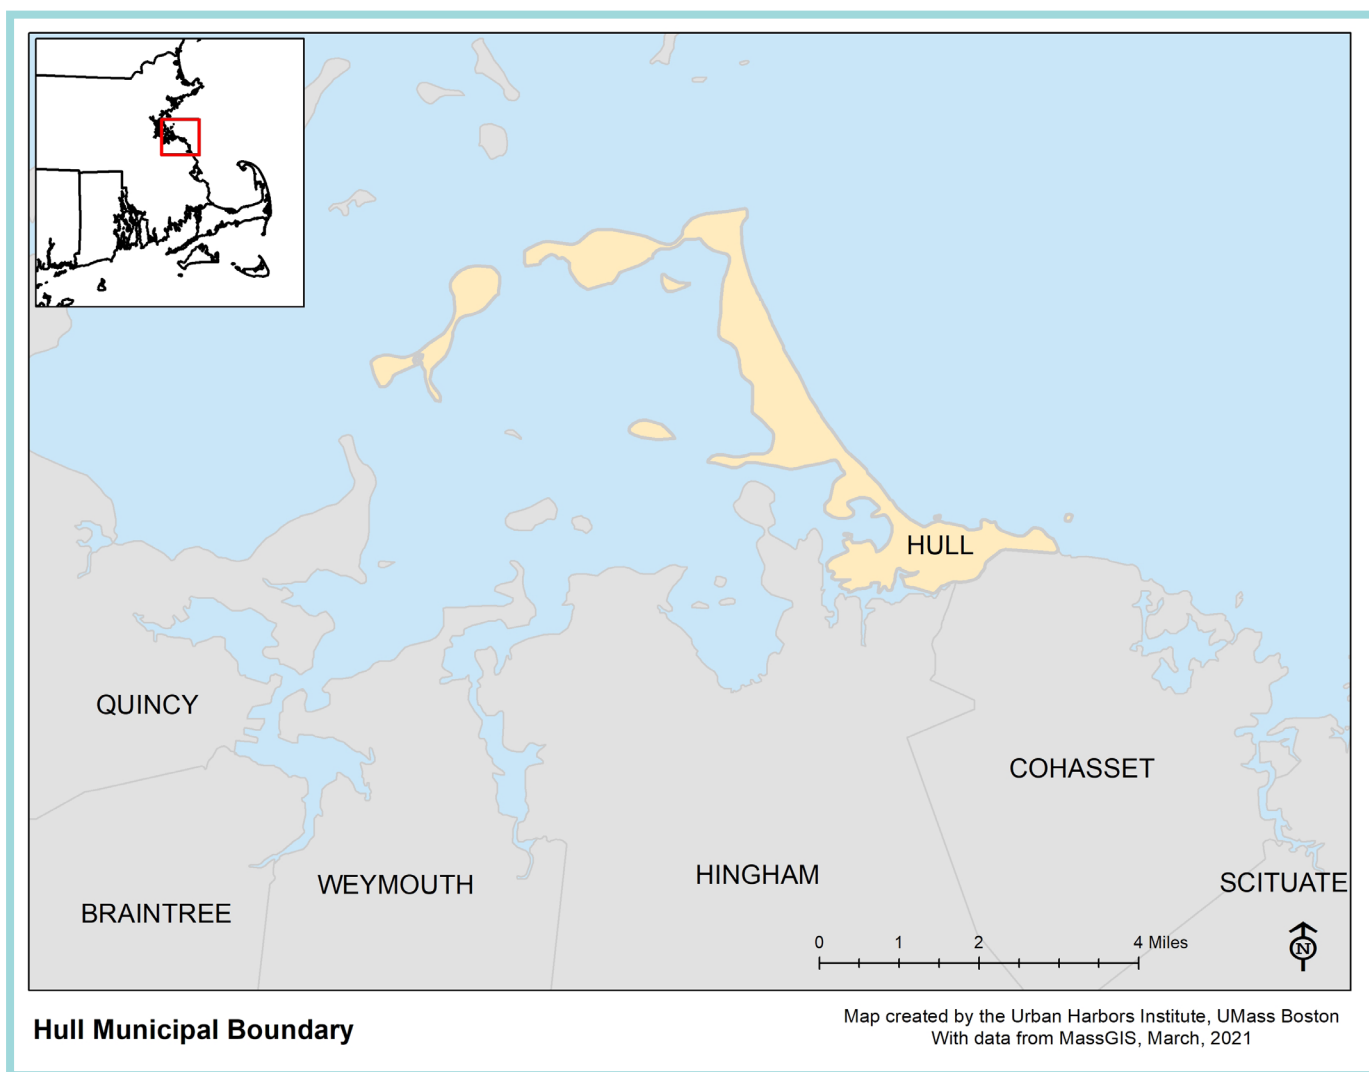 HULL
QUINCY
COHASSET
HINGHAM
WEYMOUTH
SCITUATE
BRAINTREE
0 1 2 4 Miles
N
Hull Municipal Boundary
Map created by the Urban Harbors Institute, UMass Boston
With data from MassGIS, March, 2021